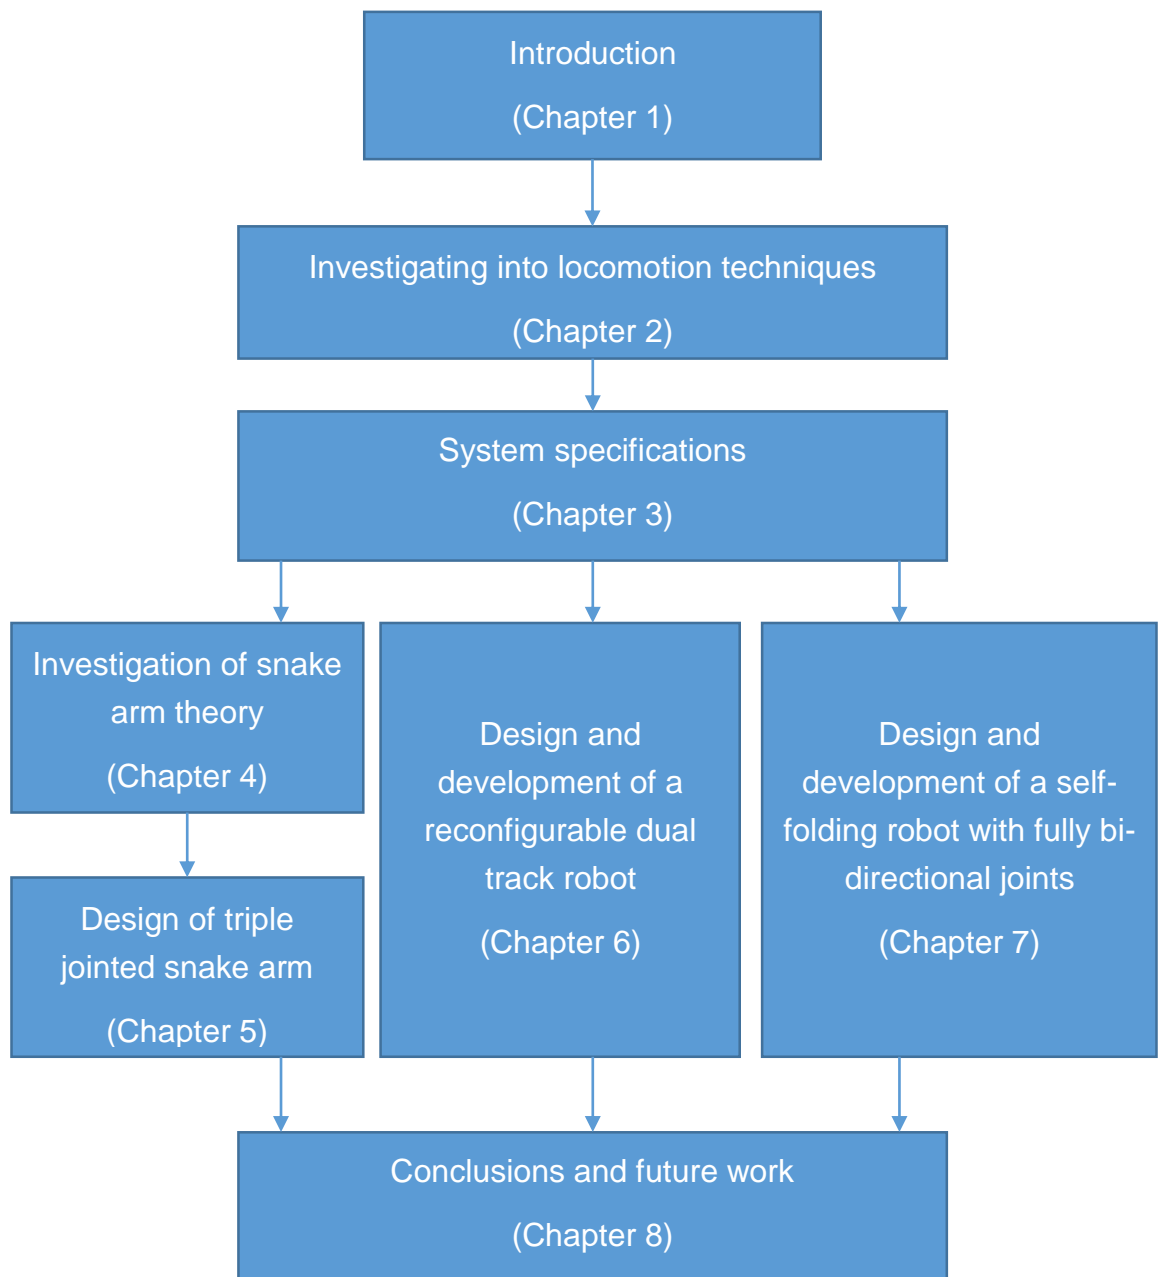 Introduction
(Chapter 1)
Investigating into locomotion techniques
(Chapter 2)
System specifications
(Chapter 3)
Investigation of snake
arm theory
(Chapter 4)
Design of triple
jointed snake arm
(Chapter 5)
Design and
development of a
reconfigurable dual
track robot
(Chapter 6)
Design and
development of a self-
folding robot with fully bi-
directional joints
(Chapter 7)
Conclusions and future work
(Chapter 8)